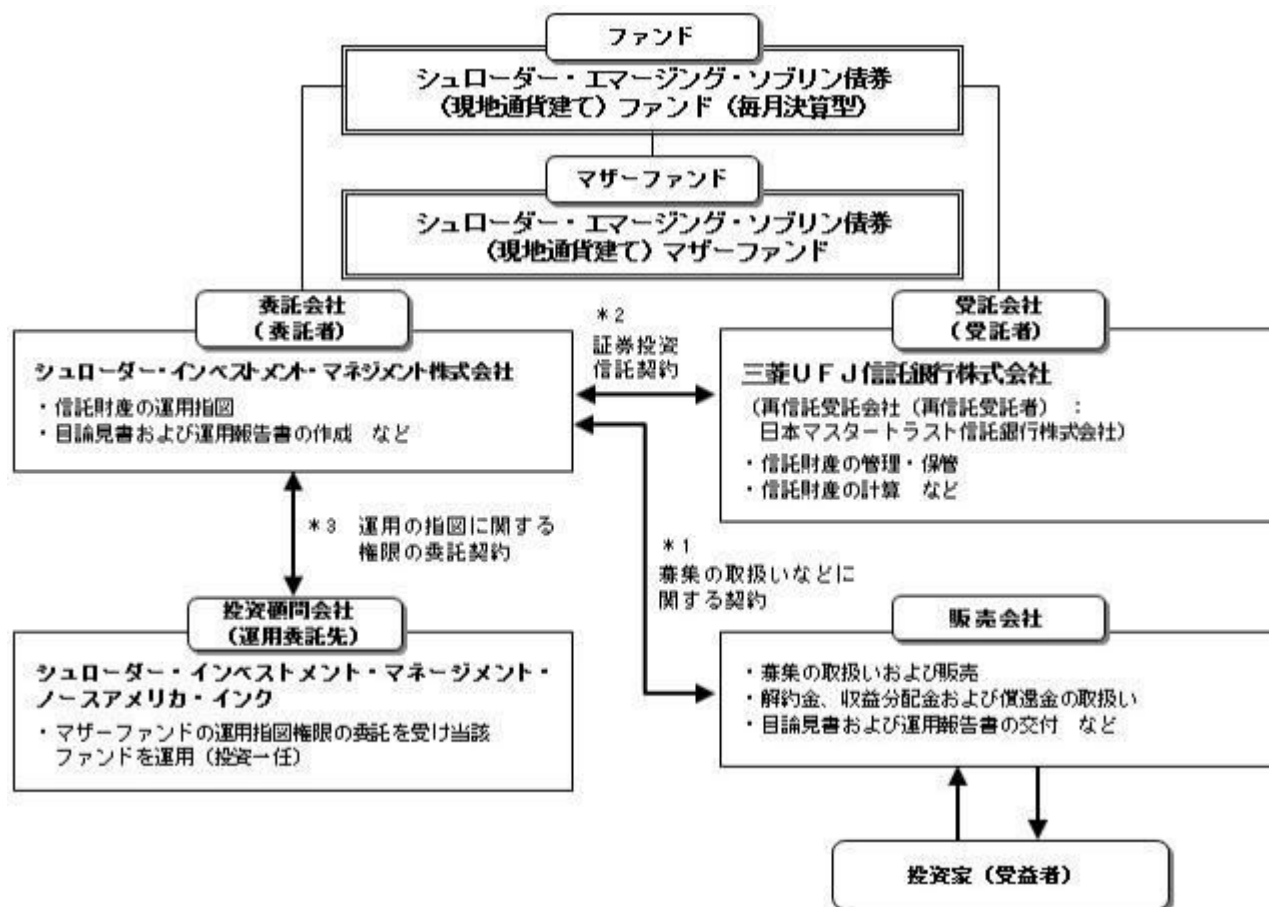 ファンド
シュローダー・エマージング・ソブリン債券
(現地通貨建て)ファンド(毎月決算型)
マザーファンド
シュローダー・エマージング・ソブリン債券
(現地通貨建て)マザーファンド
委託会社
(委託者)
シュローダー・インベストメント・マネジメント株式会社
・信託財産の運用指図
・目論見書および運用報告書の作成 など
*2
証券投資
信託契約
受託会社
(受託者)
三菱UFJ信託銀行株式会社
(再信託受託会社(再信託受託者) :
日本マスタートラスト信託銀行株式会社)
・信託財産の管理・保管
・信託財産の計算 など
*3 運用の指図に関する
権限の委託契約
*1
募集の取扱いなどに
関する契約
投資顧問会社
(運用委託先)
シュローダー・インベストメント・マネージメント・
ノースアメリカ・インク
・マザーファンドの運用指図権限の委託を受け当該
ファンドを運用(投資一任)
販売会社
・募集の取扱いおよび販売
・解約金、収益分配金および償還金の取扱い
・目論見書および運用報告書の交付 など
投資家(受益者)